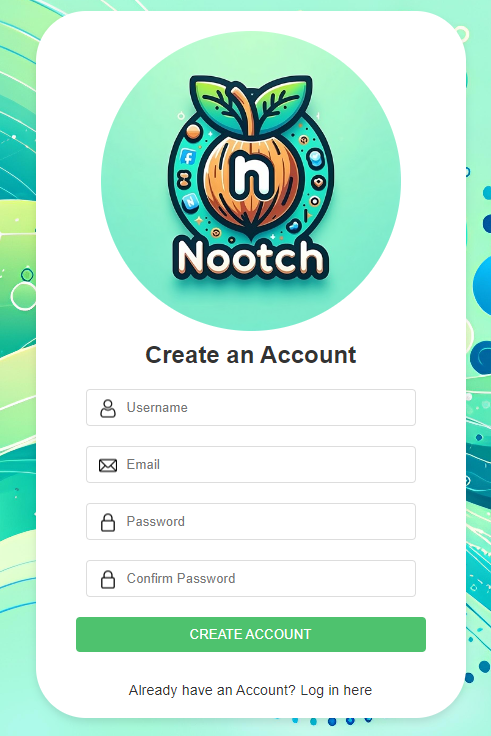 n
Nootch
Create an Account
Username
Email
Password
Confirm Password
CREATE ACCOUNT
Already have an Account? Log in here